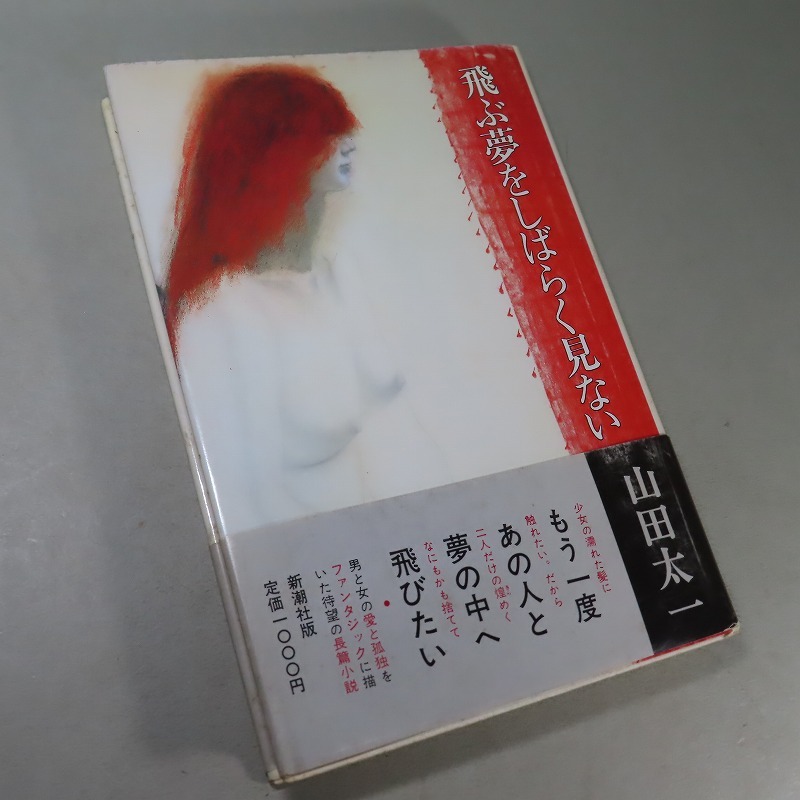 飛ぶ夢をしばらく見ない
山田太一
少女の濡れた髪に
もう一度
触れたい。だから
あの人と
二人だけの煌めく
きら
夢の中へ
なにもかも捨てて
飛びたい
●
男と女の愛と孤独を
ファンタジックに描
いた待望の長篇小説
新潮社版
定価一〇〇〇円